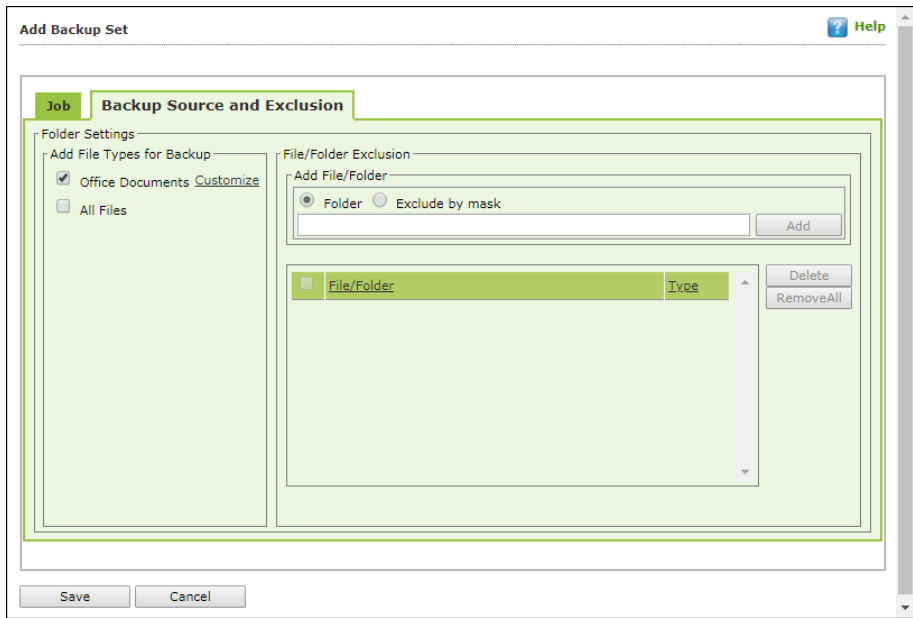 Add Backup Set
? Help
Job
Backup Source and Exclusion
Folder Settings
Add File Types for Backup
Office Documents Customize
All Files
File/Folder Exclusion
Add File/Folder
Folder Exclude by mask
Add
File/Folder Type
Delete
RemoveAll
Save Cancel